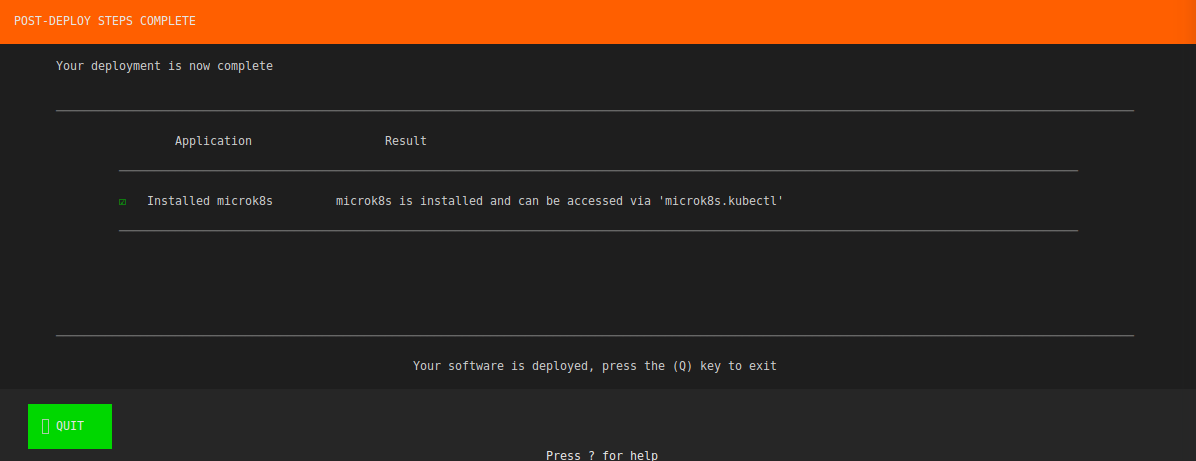 POST-DEPLOY STEPS COMPLETE
Your deployment is now complete
Application Result
☑ Installed microk8s microk8s is installed and can be accessed via 'microk8s.kubectl'
Your software is deployed, press the (Q) key to exit
QUIT
Press ? for help